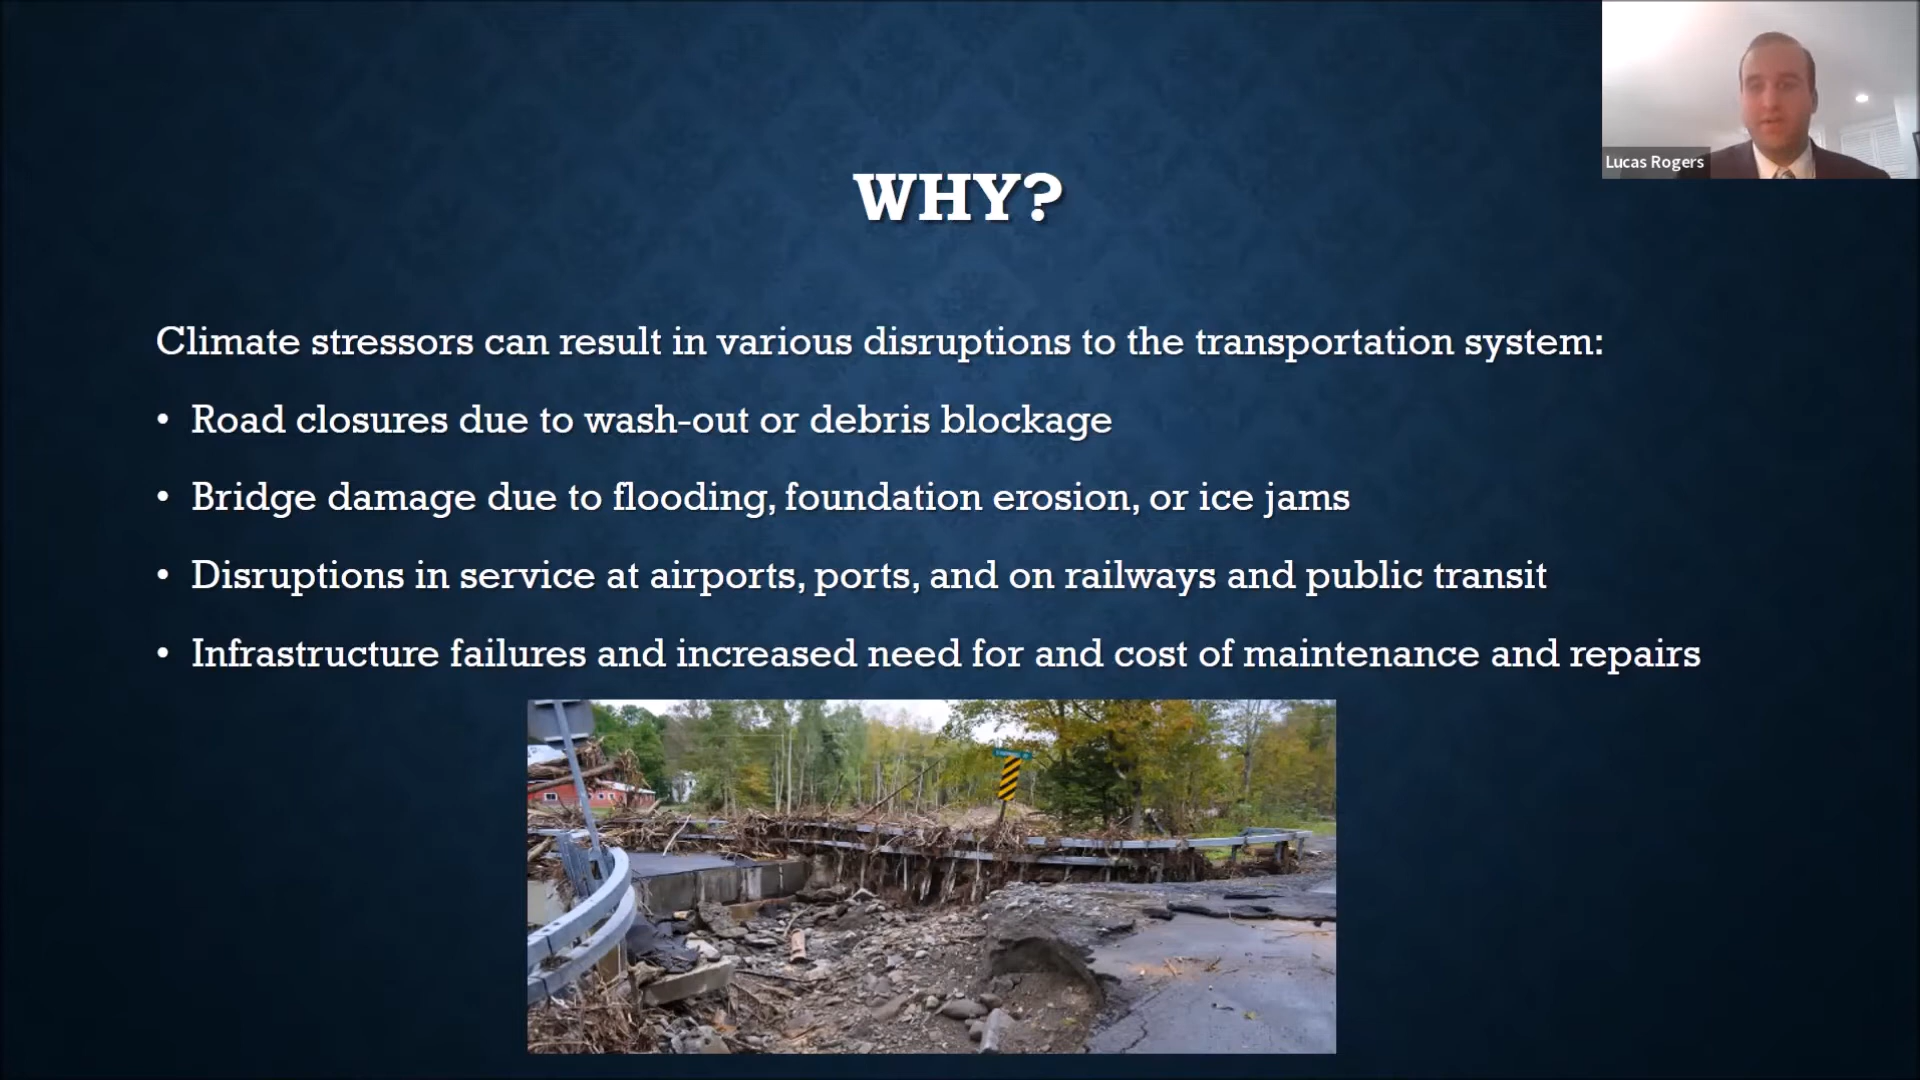 Lucas Rogers
WHY?
Climate stressors can result in various disruptions to the transportation system:
• Road closures due to wash-out or debris blockage
• Bridge damage due to flooding, foundation erosion, or ice jams
• Disruptions in service at airports, ports, and on railways and public transit
• Infrastructure failures and increased need for and cost of maintenance and repairs